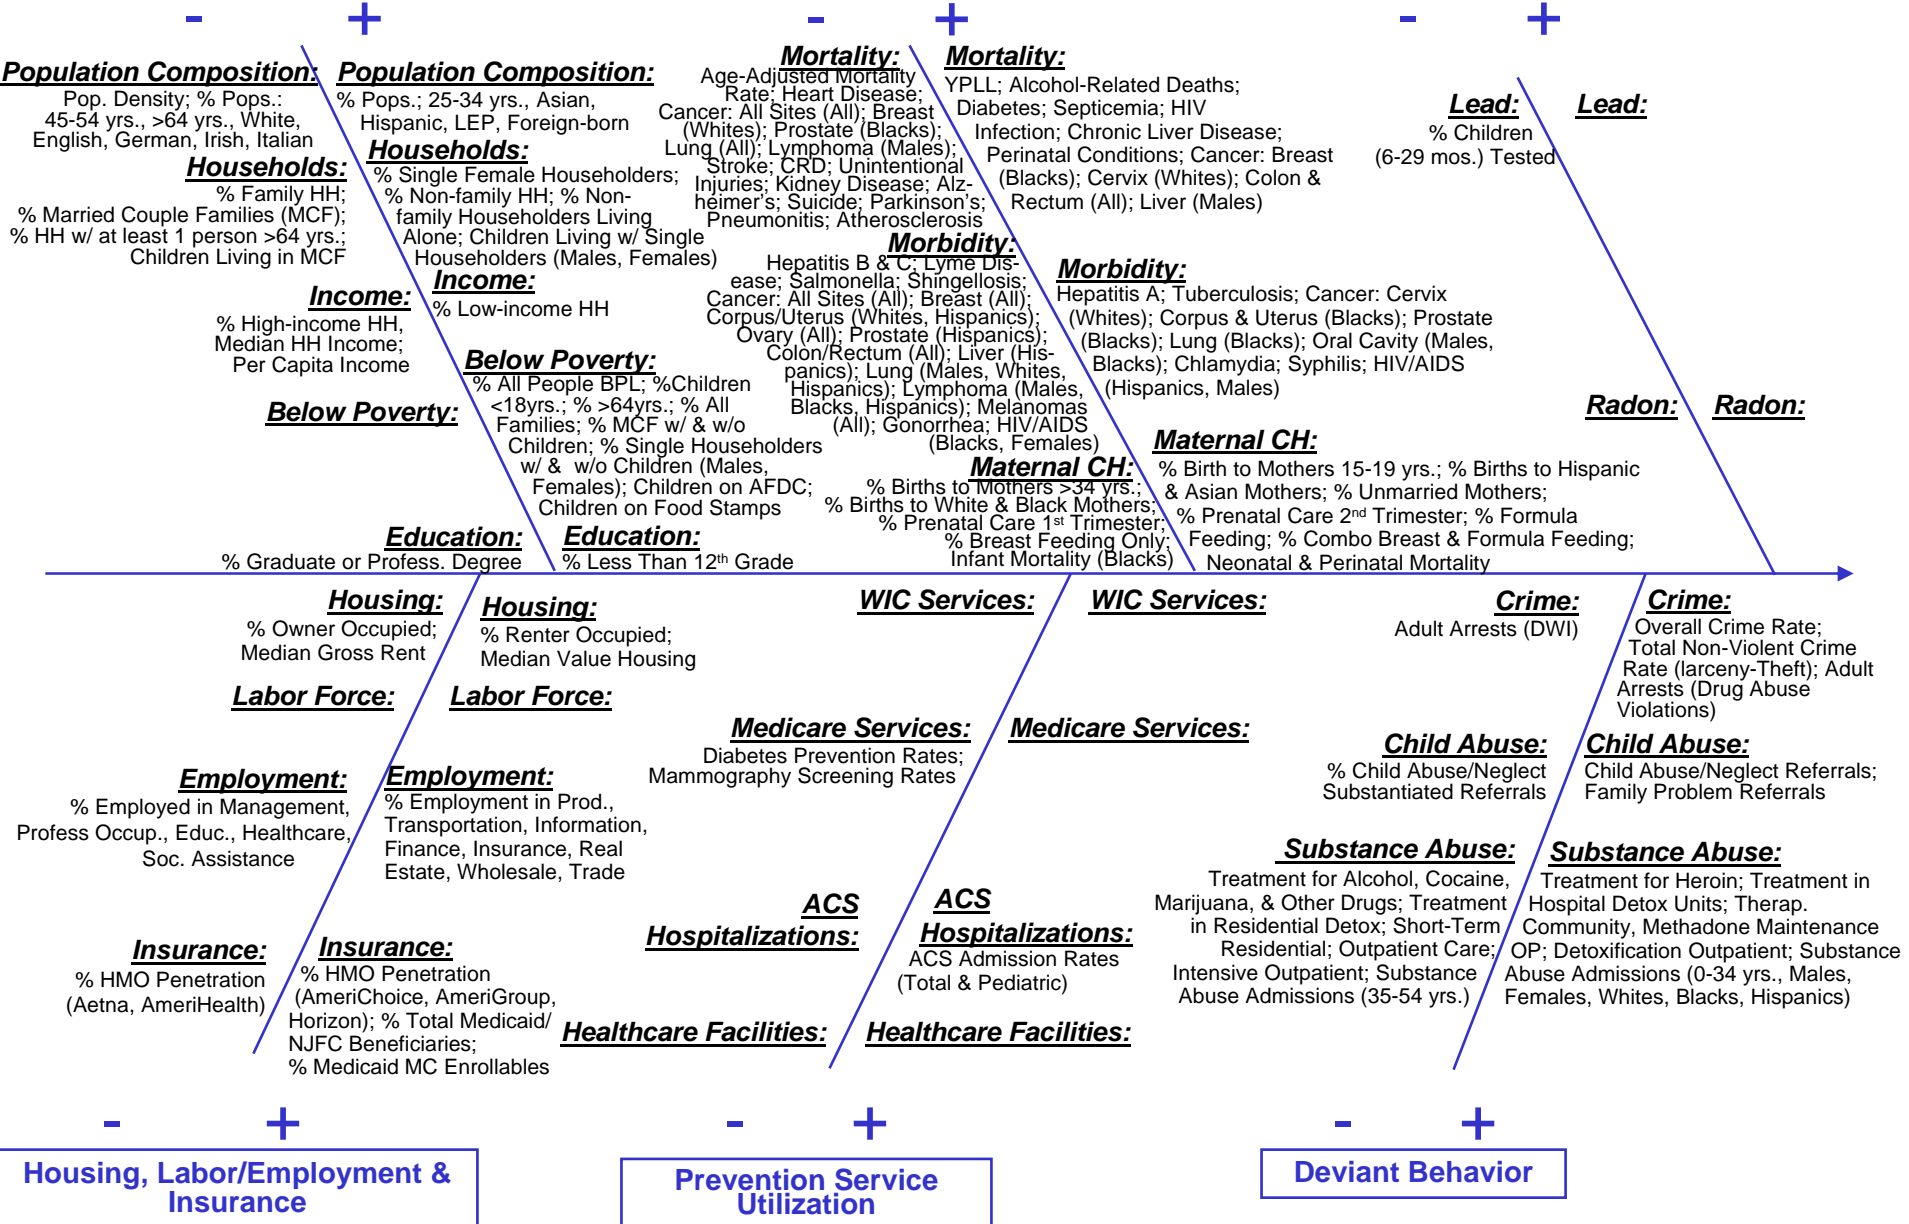 - + - + - +
Population Composition:
Pop. Density; % Pops.:
45-54 yrs., >64 yrs., White,
English, German, Irish, Italian
Households:
% Family HH;
% Married Couple Families (MCF);
% HH w/ at least 1 person >64 yrs.;
Children Living in MCF
Income:
% High-income HH,
Median HH Income;
Per Capita Income
Below Poverty:
Education:
% Graduate or Profess. Degree
Population Composition:
% Pops.; 25-34 yrs., Asian,
Hispanic, LEP, Foreign-born
Households:
% Single Female Householders;
% Non-family HH; % Non-
family Householders Living
Alone; Children Living w/ Single
Householders (Males, Females)
Income:
% Low-income HH
Below Poverty:
% All People BPL; %Children
<18yrs.; % >64yrs.; % All
Families; % MCF w/ & w/o
Children; % Single Householders
w/ & w/o Children (Males,
Females); Children on AFDC;
Children on Food Stamps
Education:
% Less Than 12th Grade
Mortality:
Age-Adjusted Mortality
Rate; Heart Disease;
Cancer: All Sites (All); Breast
(Whites); Prostate (Blacks);
Lung (All); Lymphoma (Males);
Stroke; CRD; Unintentional
Injuries; Kidney Disease; Alz-
heimer's; Suicide; Parkinson's;
Pneumonitis; Atherosclerosis
Morbidity:
Hepatitis B & C; Lyme Dis-
ease; Salmonella; Shingellosis;
Cancer: All Sites (All); Breast (All);
Corpus/Uterus (Whites, Hispanics);
Ovary (All); Prostate (Hispanics);
Colon/Rectum (All); Liver (His-
panics); Lung (Males, Whites,
Hispanics); Lymphoma (Males,
Blacks, Hispanics); Melanomas
(All); Gonorrhea; HIV/AIDS
(Blacks, Females)
Maternal CH:
% Births to Mothers >34 yrs.;
% Births to White & Black Mothers;
% Prenatal Care 1st Trimester;
% Breast Feeding Only;
Infant Mortality (Blacks)
Mortality:
YPLL; Alcohol-Related Deaths;
Diabetes; Septicemia; HIV
Infection; Chronic Liver Disease;
Perinatal Conditions; Cancer: Breast
(Blacks); Cervix (Whites); Colon &
Rectum (All); Liver (Males)
Morbidity:
Hepatitis A; Tuberculosis; Cancer: Cervix
(Whites); Corpus & Uterus (Blacks); Prostate
(Blacks); Lung (Blacks); Oral Cavity (Males,
Blacks); Chlamydia; Syphilis; HIV/AIDS
(Hispanics, Males)
Maternal CH:
% Birth to Mothers 15-19 yrs.; % Births to Hispanic
& Asian Mothers; % Unmarried Mothers;
% Prenatal Care 2nd Trimester; % Formula
Feeding; % Combo Breast & Formula Feeding;
Neonatal & Perinatal Mortality
Lead:
% Children
(6-29 mos.) Tested
Radon:
Lead:
Radon:
Housing:
% Owner Occupied;
Median Gross Rent
Labor Force:
Employment:
% Employed in Management,
Profess Occup., Educ., Healthcare,
Soc. Assistance
Insurance:
% HMO Penetration
(Aetna, AmeriHealth)
Housing:
% Renter Occupied;
Median Value Housing
Labor Force:
Employment:
% Employment in Prod.,
Transportation, Information,
Finance, Insurance, Real
Estate, Wholesale, Trade
Insurance:
% HMO Penetration
(AmeriChoice, AmeriGroup,
Horizon); % Total Medicaid/
NJFC Beneficiaries;
% Medicaid MC Enrollables
WIC Services:
Medicare Services:
Diabetes Prevention Rates;
Mammography Screening Rates
ACS
Hospitalizations:
Healthcare Facilities:
WIC Services:
Medicare Services:
ACS
Hospitalizations:
ACS Admission Rates
(Total & Pediatric)
Healthcare Facilities:
Crime:
Adult Arrests (DWI)
Child Abuse:
% Child Abuse/Neglect
Substantiated Referrals
Substance Abuse:
Treatment for Alcohol, Cocaine,
Marijuana, & Other Drugs; Treatment
in Residential Detox; Short-Term
Residential; Outpatient Care;
Intensive Outpatient; Substance
Abuse Admissions (35-54 yrs.)
Crime:
Overall Crime Rate;
Total Non-Violent Crime
Rate (larceny-Theft); Adult
Arrests (Drug Abuse
Violations)
Child Abuse:
Child Abuse/Neglect Referrals;
Family Problem Referrals
Substance Abuse:
Treatment for Heroin; Treatment in
Hospital Detox Units; Therap.
Community, Methadone Maintenance
OP; Detoxification Outpatient; Substance
Abuse Admissions (0-34 yrs., Males,
Females, Whites, Blacks, Hispanics)
- + - + - +
Housing, Labor/Employment &
Insurance
Prevention Service
Utilization
Deviant Behavior